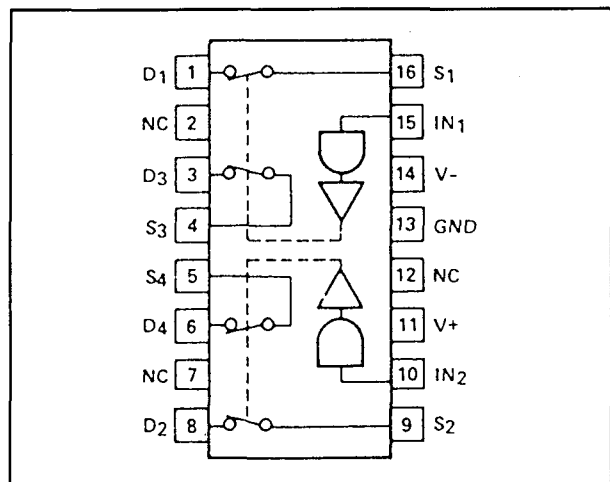 D1 1 16 S1
NC 2 15 IN1
D3 3 14 V-
S3 4 13 GND
S4 5 12 NC
D4 6 11 V+
NC 7 10 IN2
D2 8 9 S2